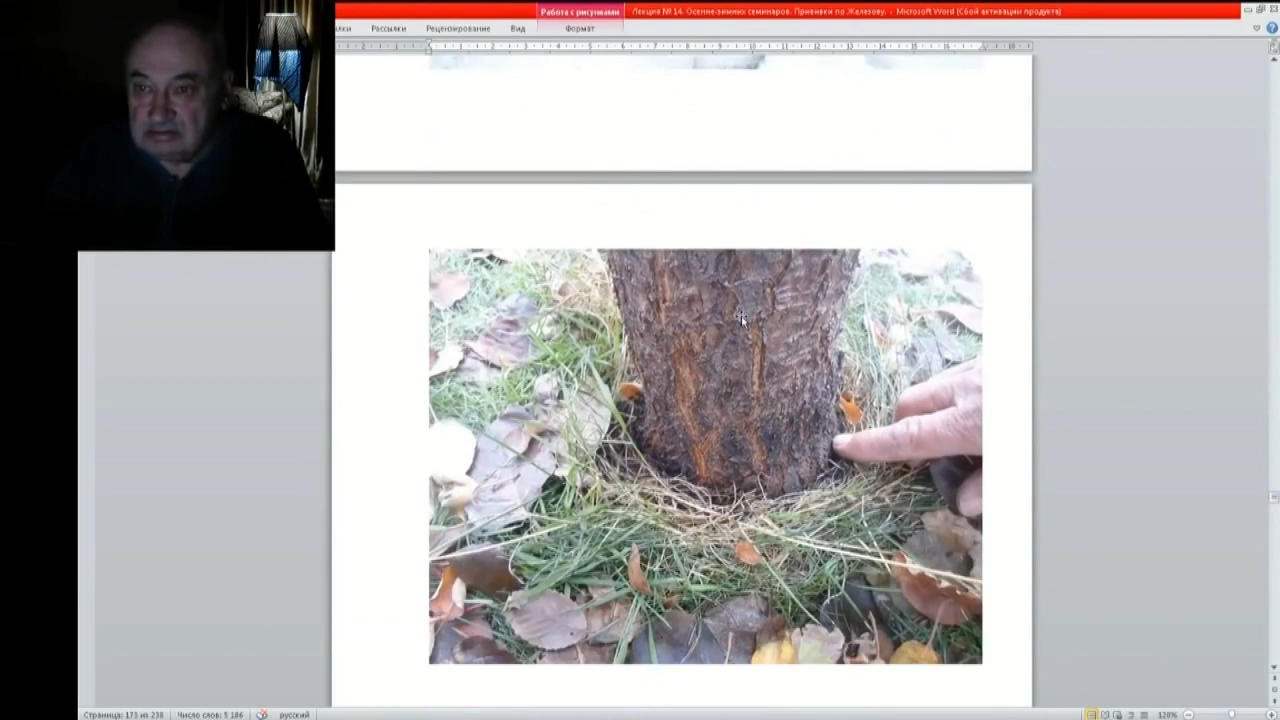 Работа с рисунками
Лекция № 14. Осенне-зимних семинаров. Прививки по Железову. - Microsoft Word (Сбой активации продукта)
Рассылки Рецензирование Вид Формат
Страница: 173 из 238 Число слов: 5 186 русский 120%